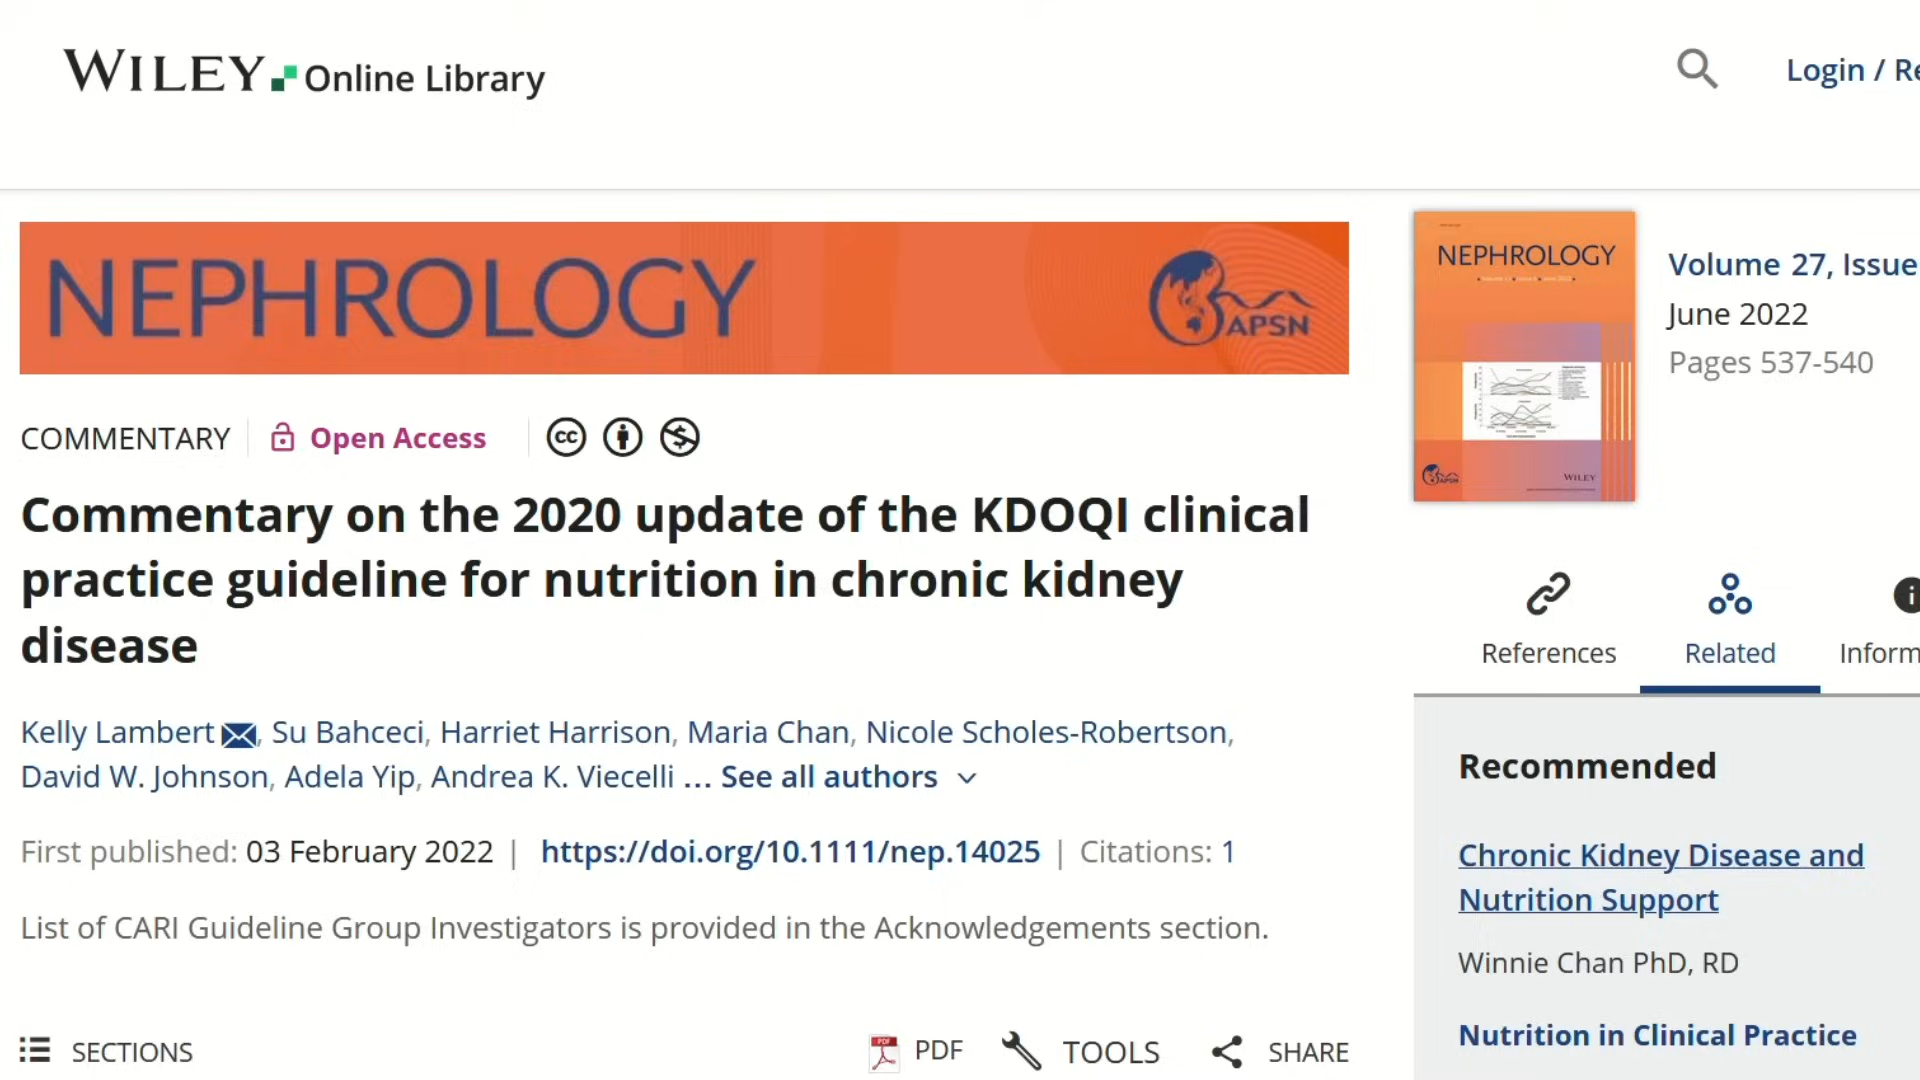 WILEY Online Library
Login / Re
NEPHROLOGY
APSN
COMMENTARY
Open Access
cc
Commentary on the 2020 update of the KDOQI clinical
practice guideline for nutrition in chronic kidney
disease
Kelly Lambert, Su Bahceci, Harriet Harrison, Maria Chan, Nicole Scholes-Robertson,
David W. Johnson, Adela Yip, Andrea K. Viecelli ... See all authors
First published: 03 February 2022 | https://doi.org/10.1111/nep.14025 | Citations: 1
List of CARI Guideline Group Investigators is provided in the Acknowledgements section.
SECTIONS
PDF
PDF
TOOLS
SHARE
NEPHROLOGY
APSN
WILEY
Volume 27, Issue
June 2022
Pages 537-540
References
Related
Inform
Recommended
Chronic Kidney Disease and
Nutrition Support
Winnie Chan PhD, RD
Nutrition in Clinical Practice